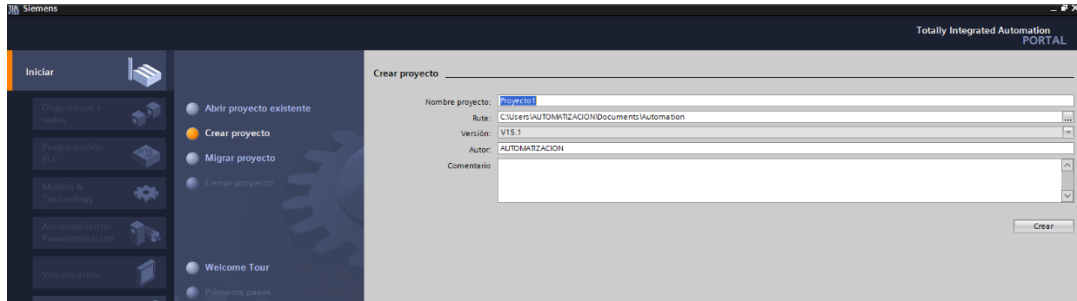 Siemens
Totally Integrated Automation
PORTAL
Iniciar
Dispositivos y
redes
Programación
PLC
Motion &
Technology
Accionamiento
Parametrización
Visualización
Abrir proyecto existente
Crear proyecto
Migrar proyecto
Cerrar proyecto
Welcome Tour
Primeros pasos
Crear proyecto
Nombre proyecto: Proyecto1
Ruta: C:\Users\AUTOMATIZACION\Documents\Automation
...
Versión: V15.1
Autor: AUTOMATIZACION
Comentario
Crear